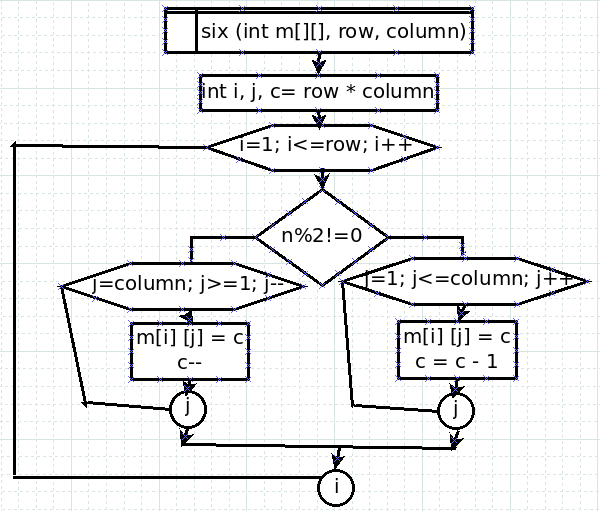 six (int m[][], row, column)
int i, j, c= row * column
i=1; i<=row; i++
n%2!=0
j=column; j>=1; j--
j=1; j<=column; j++
m[i] [j] = c
c--
m[i] [j] = c
c = c - 1
j
j
i